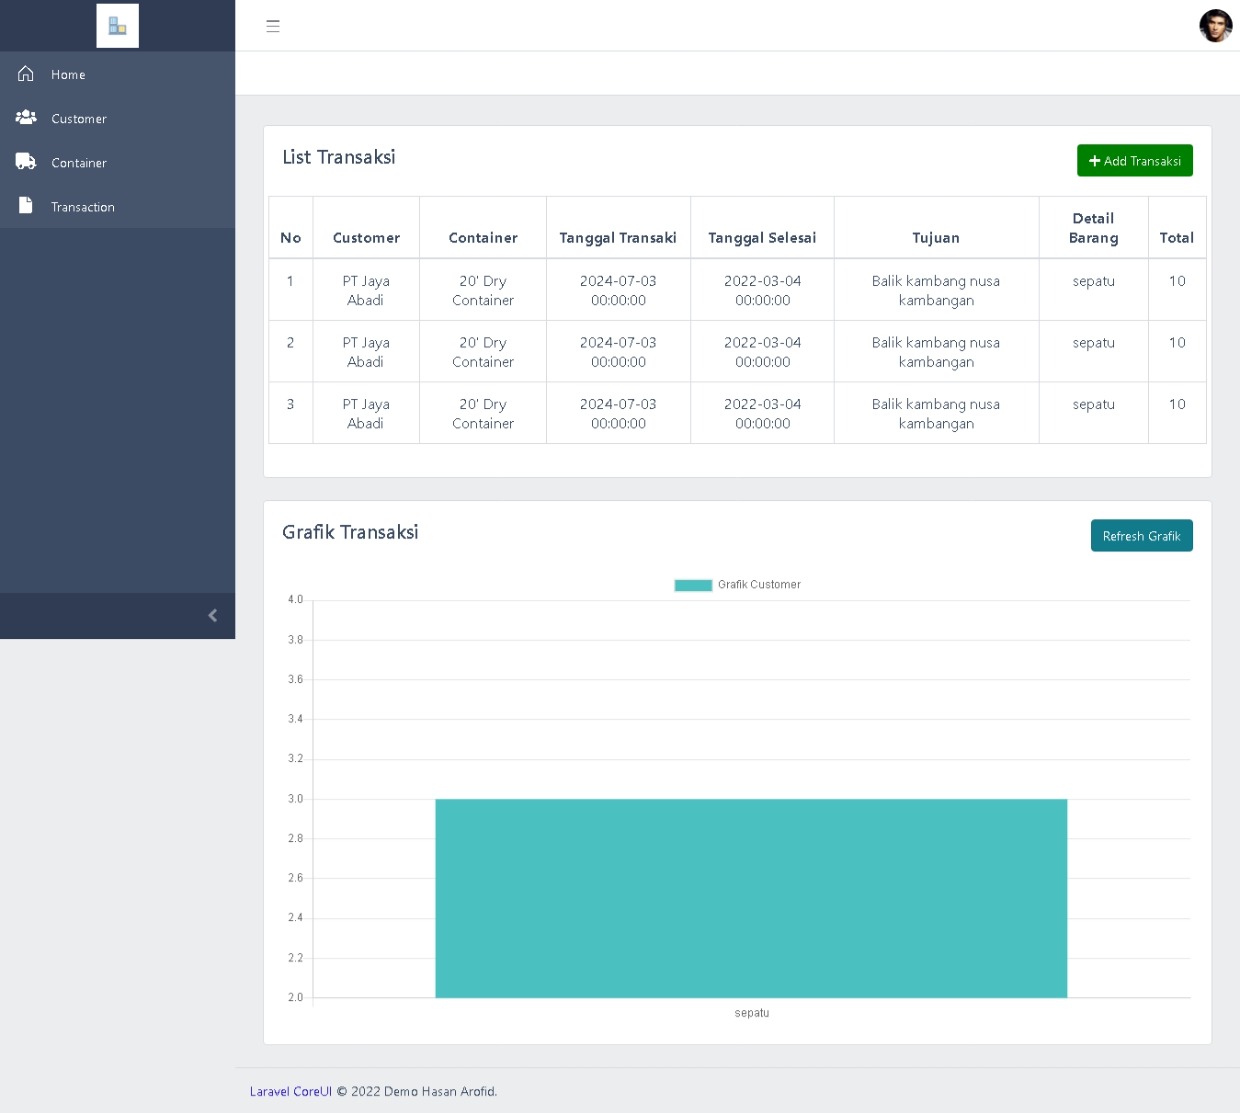 Home
Customer
Container
Transaction
List Transaksi
Add Transaksi
No Customer Container Tanggal Transaki Tanggal Selesai Tujuan Detail Barang Total
1 PT Jaya Abadi 20' Dry Container 2024-07-03 00:00:00 2022-03-04 00:00:00 Balik kambang nusa kambangan sepatu 10
2 PT Jaya Abadi 20' Dry Container 2024-07-03 00:00:00 2022-03-04 00:00:00 Balik kambang nusa kambangan sepatu 10
3 PT Jaya Abadi 20' Dry Container 2024-07-03 00:00:00 2022-03-04 00:00:00 Balik kambang nusa kambangan sepatu 10
Grafik Transaksi
Refresh Grafik
Grafik Customer
4.0
3.8
3.6
3.4
3.2
3.0
2.8
2.6
2.4
2.2
2.0
sepatu
Laravel CoreUI © 2022 Demo Hasan Arofid.